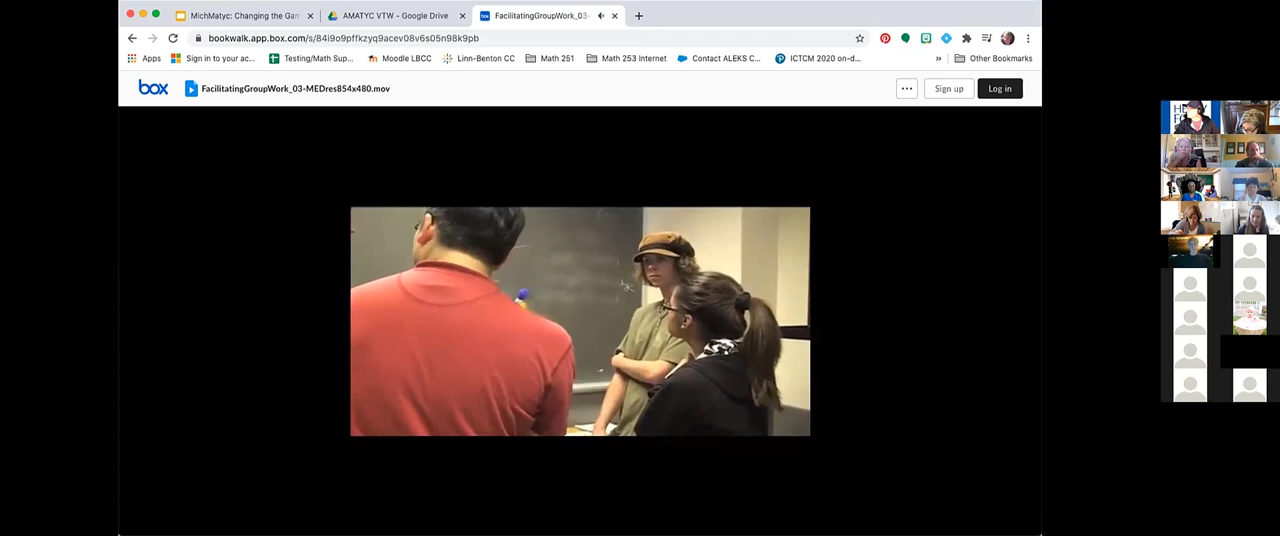 MichMatyc: Changing the Gam
AMATYC VTW - Google Drive
FacilitatingGroupWork_03-
bookwalk.app.box.com/s/84i9o9pffkzyq9acev08v6s05n98k9pb
Apps
Sign in to your ac...
Testing/Math Sup...
Moodle LBCC
Linn-Benton CC
Math 251
Math 253 Internet
Contact ALEKS C...
ICTCM 2020 on-d...
»
Other Bookmarks
box
FacilitatingGroupWork_03-MEDres854x480.mov
Sign up
Log in